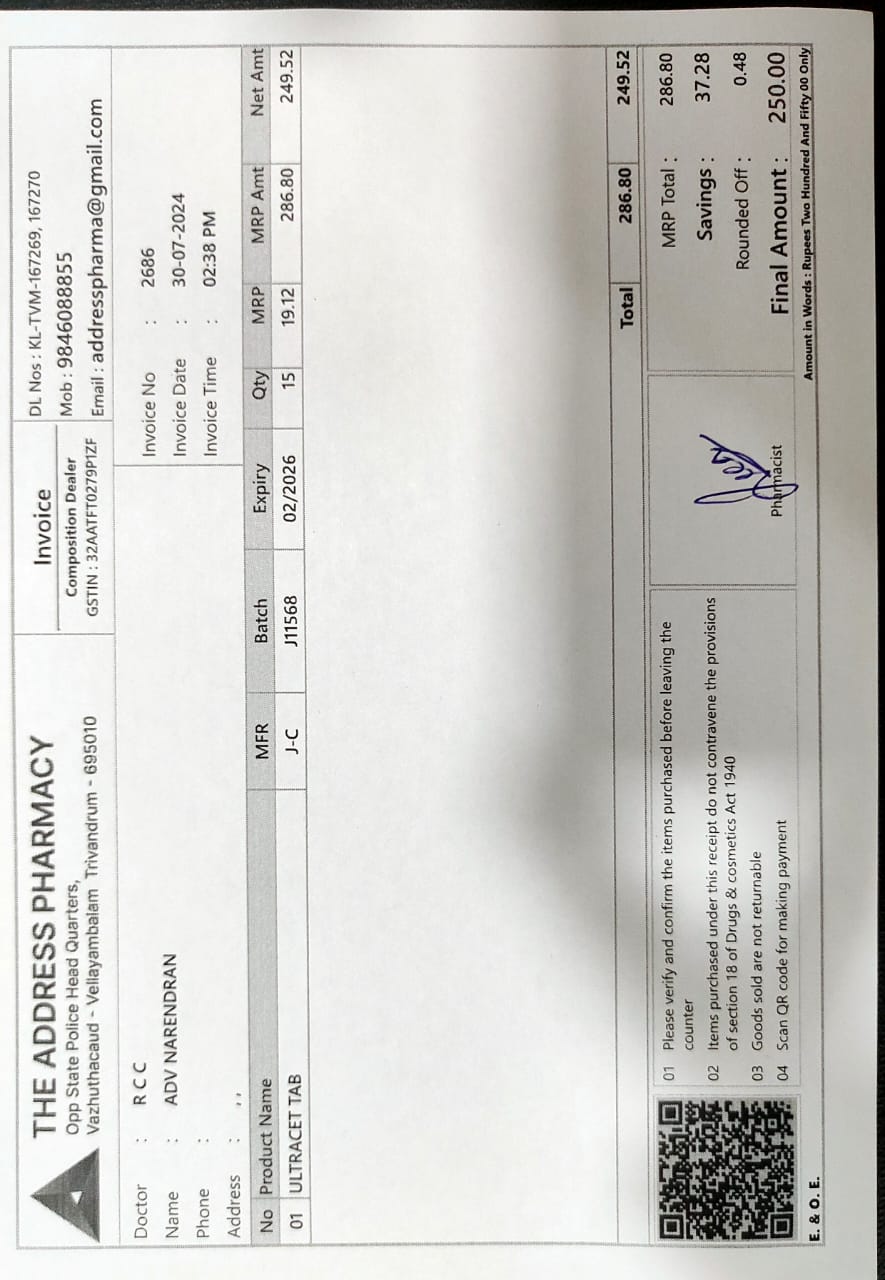 THE ADDRESS PHARMACY
Opp State Police Head Quarters,
Vazhuthacaud - Vellayambalam Trivandrum - 695010
Invoice
Composition Dealer
GSTIN : 32AATFT0279P1ZF
DL Nos : KL-TVM-167269, 167270
Mob : 9846088855
Email : addresspharma@gmail.com
Doctor : R C C
Name : ADV NARENDRAN
Phone :
Address : , ,
Invoice No : 2686
Invoice Date : 30-07-2024
Invoice Time : 02:38 PM
No Product Name MFR Batch Expiry Qty MRP MRP Amt Net Amt
01 ULTRACET TAB J-C J11568 02/2026 15 19.12 286.80 249.52
Total 286.80 249.52
01 Please verify and confirm the items purchased before leaving the
counter
02 Items purchased under this receipt do not contravene the provisions
of section 18 of Drugs & cosmetics Act 1940
03 Goods sold are not returnable
04 Scan QR code for making payment
E. & O. E.
Pharmacist
MRP Total : 286.80
Savings : 37.28
Rounded Off : 0.48
Final Amount : 250.00
Amount in Words : Rupees Two Hundred And Fifty 00 Only